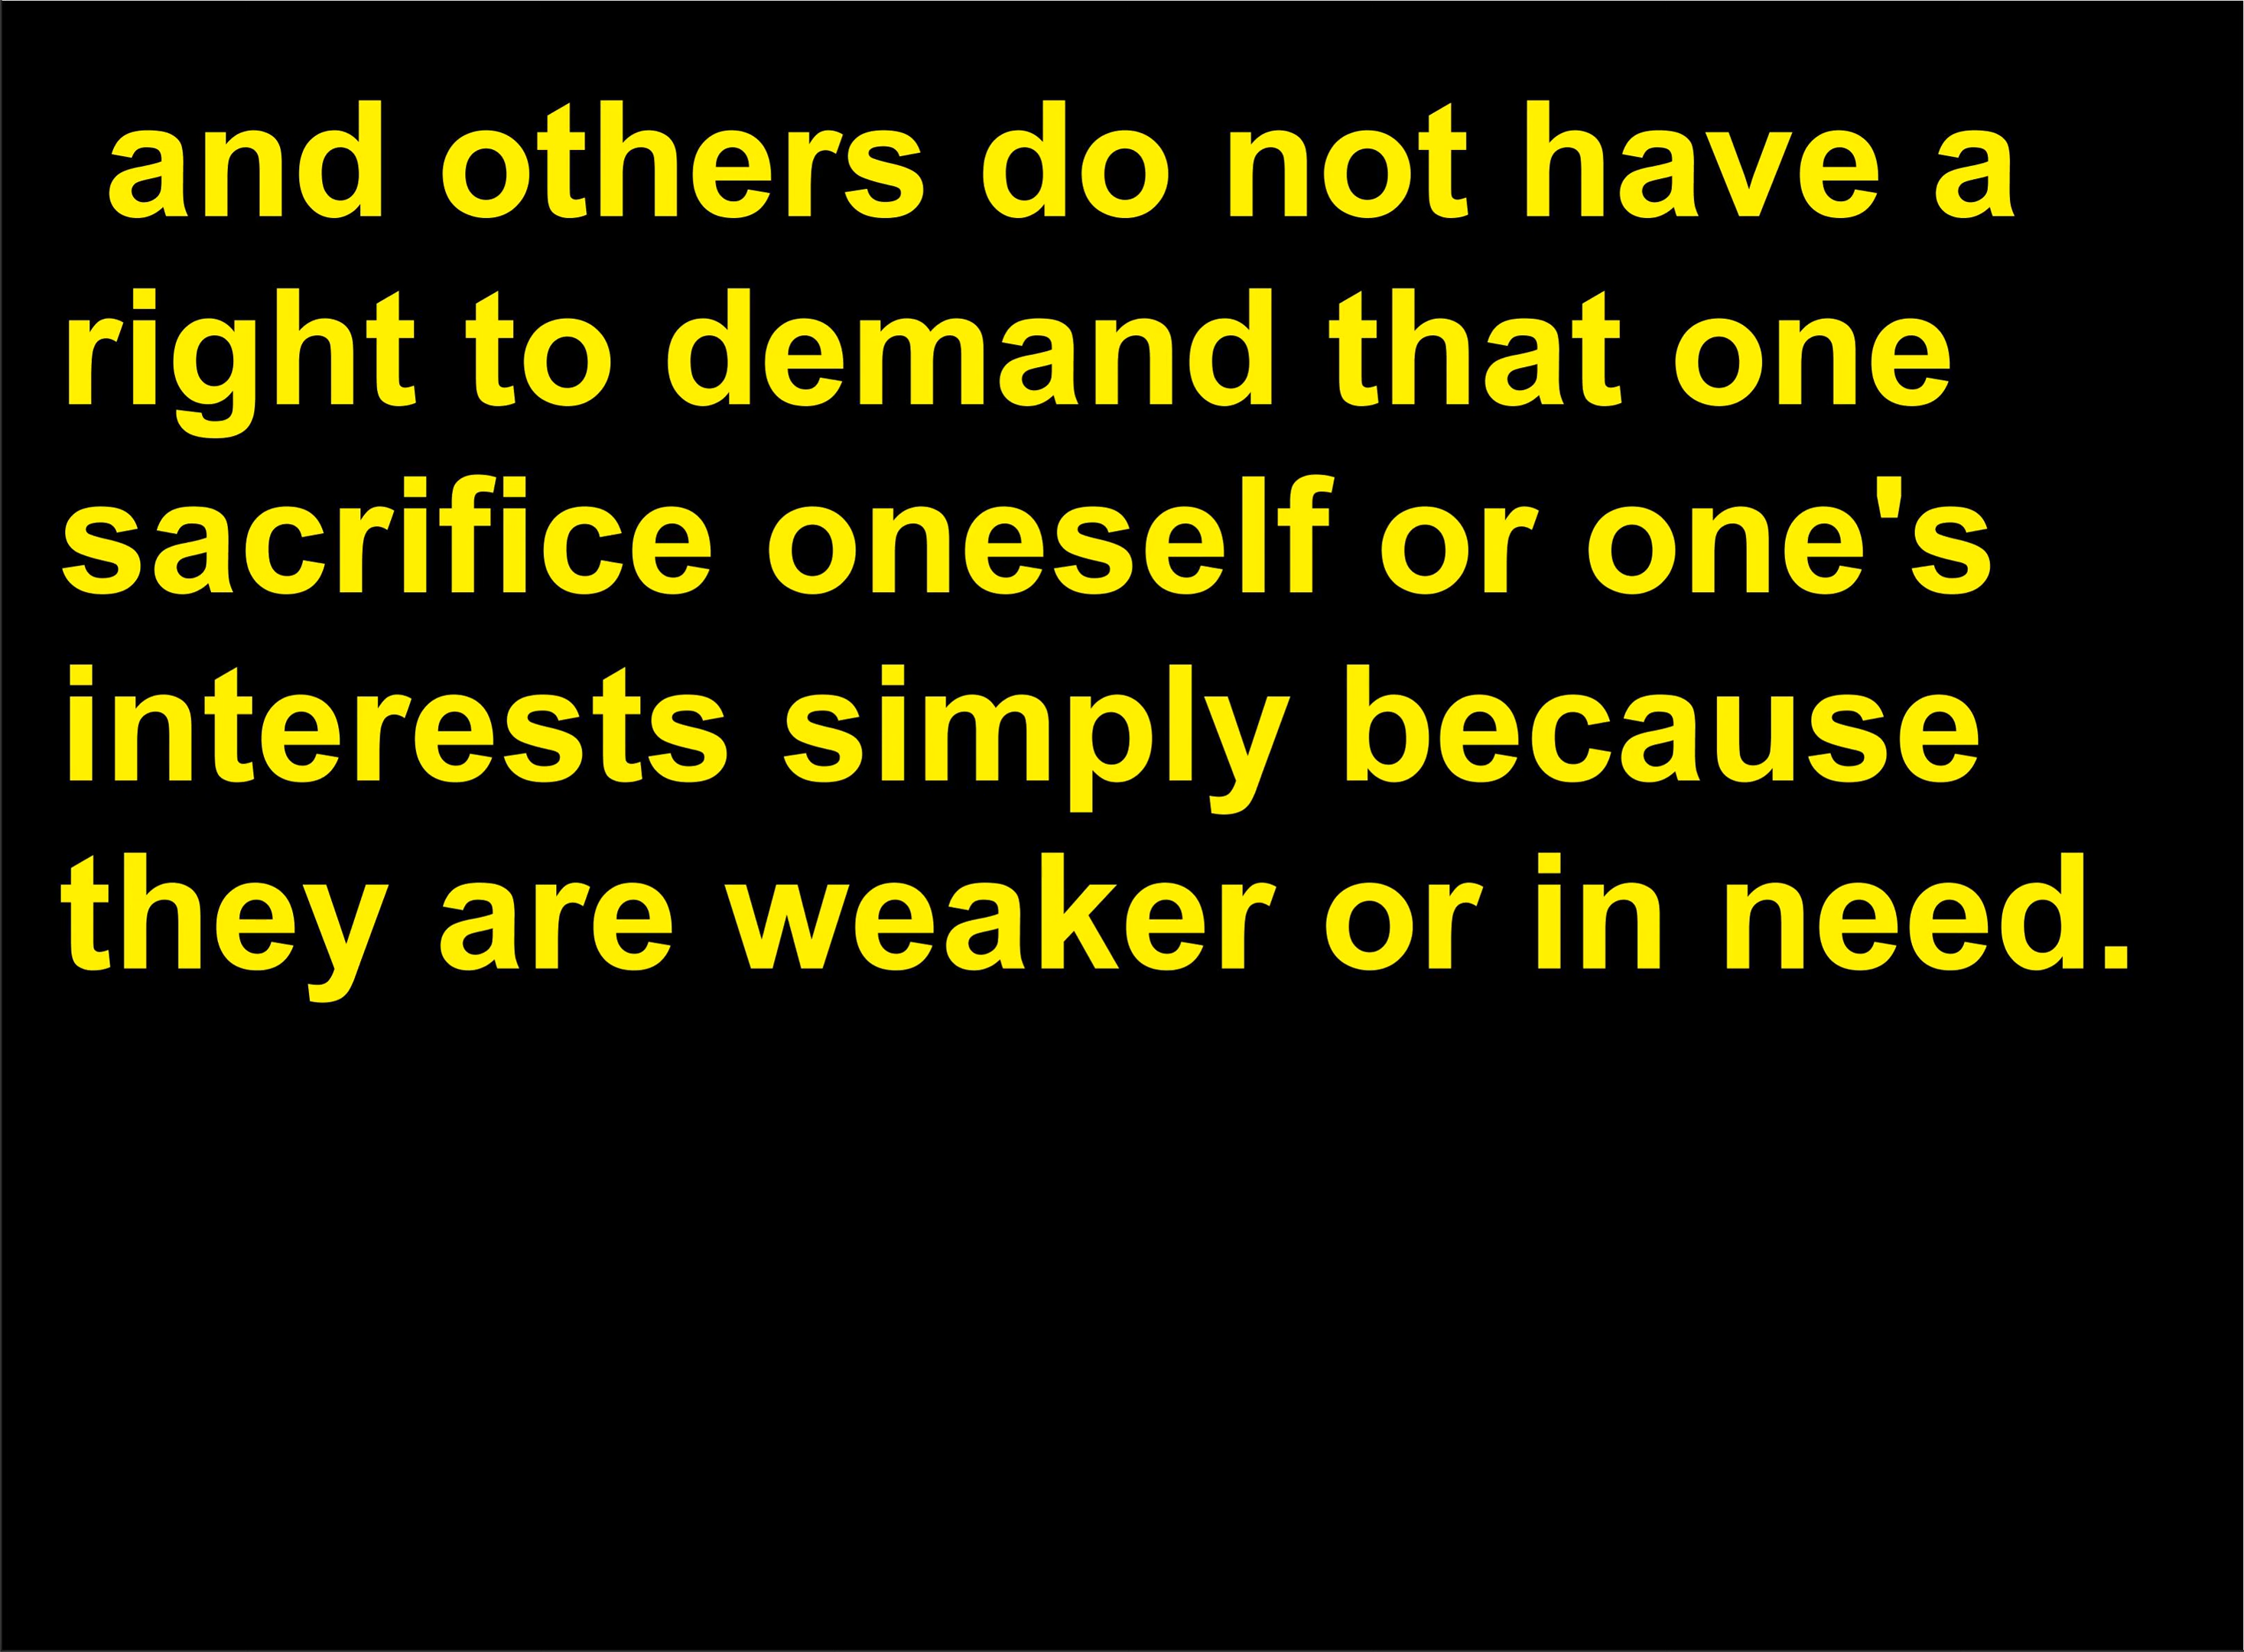 and others do not have a
right to demand that one
sacrifice oneself or one's
interests simply because
they are weaker or in need.